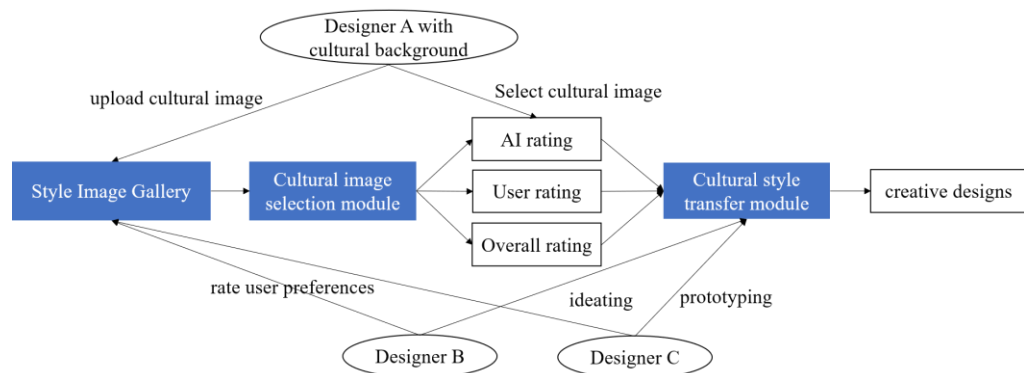 Designer A with
cultural background
upload cultural image
Select cultural image
AI rating
Style Image Gallery
Cultural image
selection module
User rating
Cultural style
transfer module
creative designs
Overall rating
rate user preferences
ideating
prototyping
Designer B
Designer C